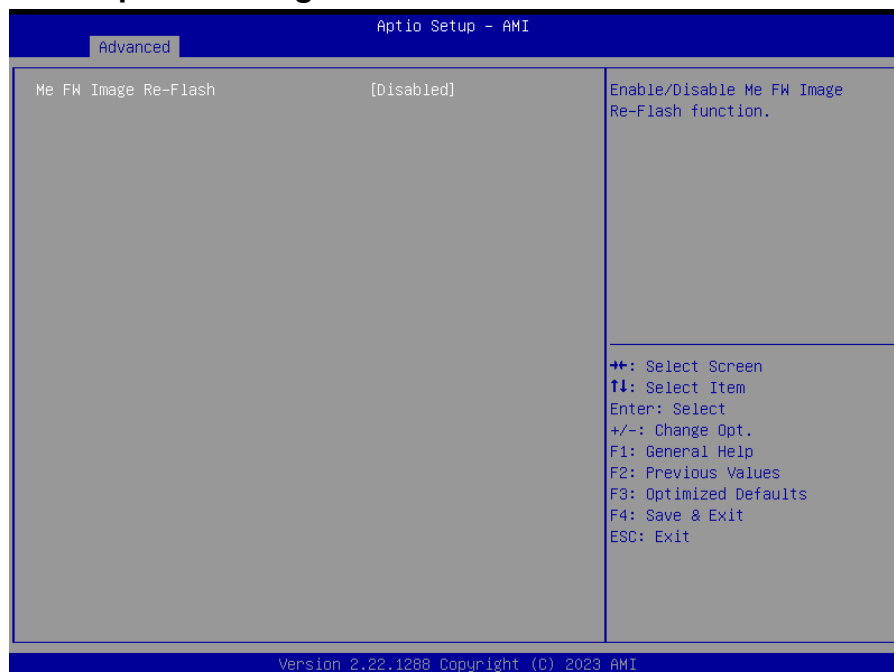 Aptio Setup – AMI
Advanced
Me FW Image Re-Flash [Disabled]
Enable/Disable Me FW Image
Re-Flash function.
→←: Select Screen
↑↓: Select Item
Enter: Select
+/-: Change Opt.
F1: General Help
F2: Previous Values
F3: Optimized Defaults
F4: Save & Exit
ESC: Exit
Version 2.22.1288 Copyright (C) 2023 AMI